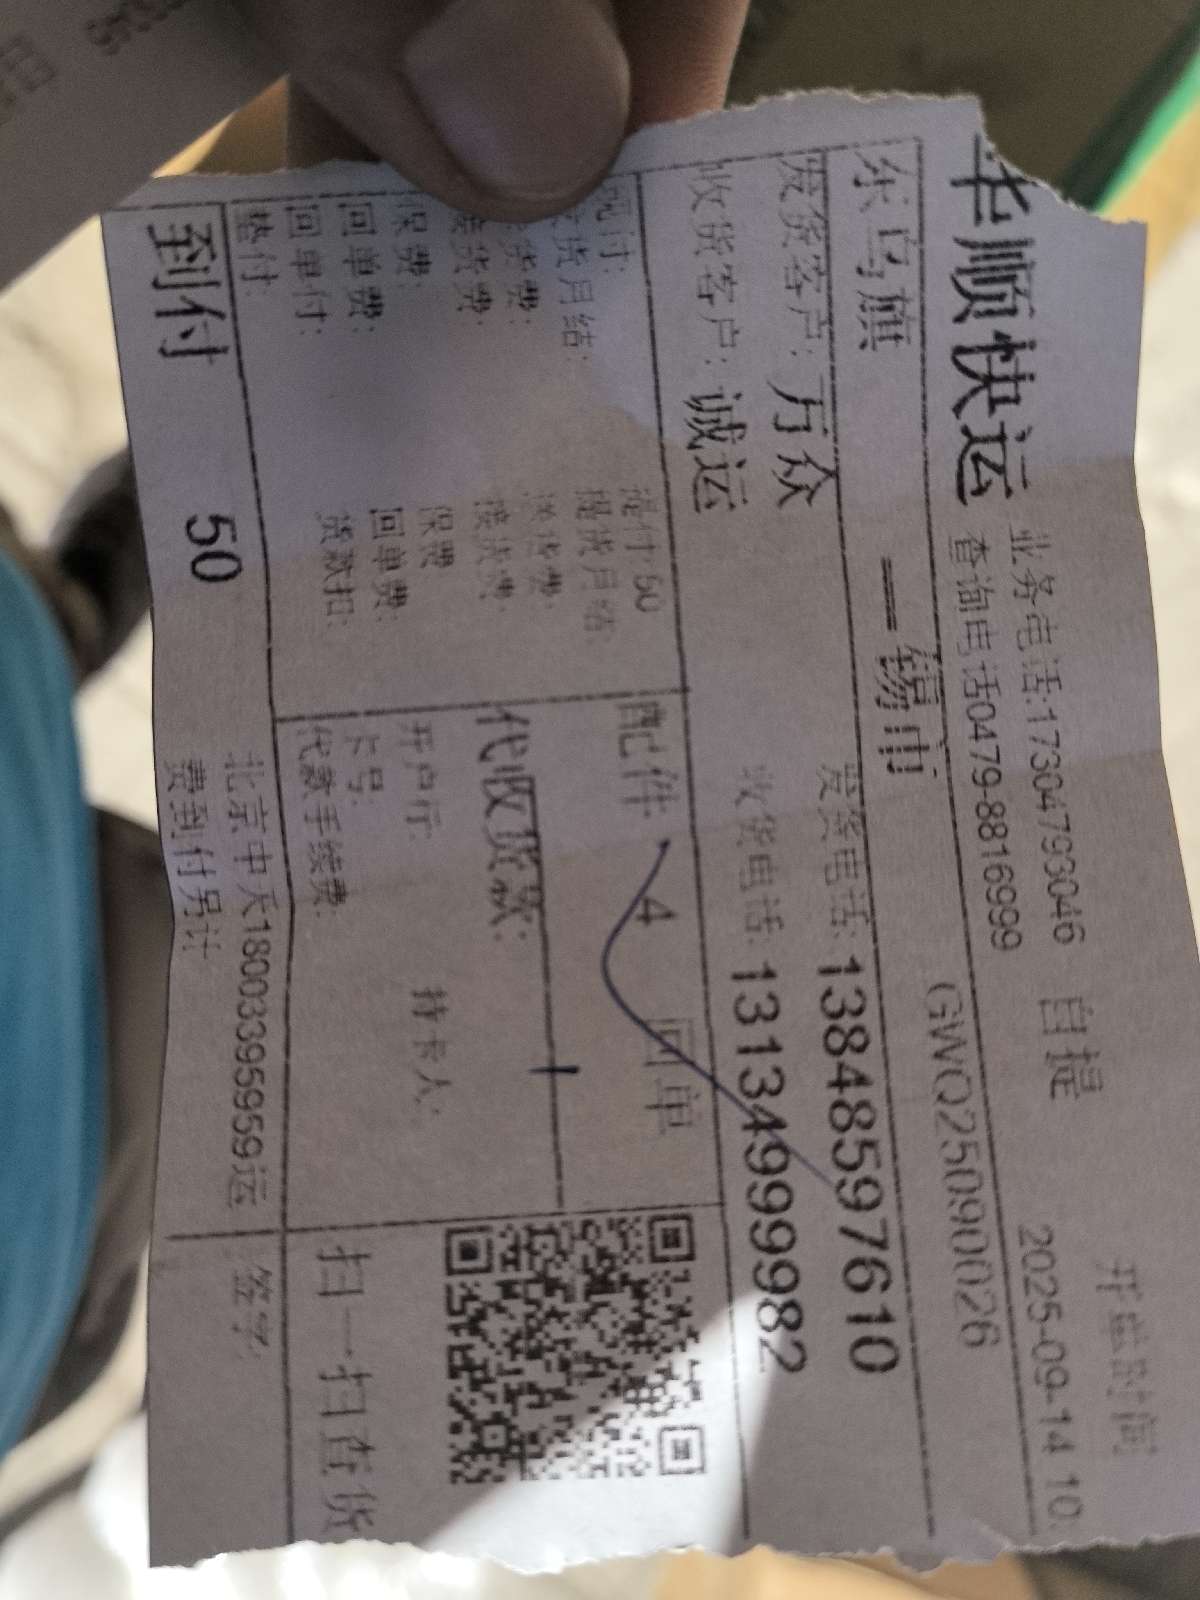 华顺快运 业务电话:17304793046 自提 开益时间
查询电话0479-8816999 2025-09-14 10:
东乌旗 — 锡市 GWQ25090026
发货客户: 万众 发货电话: 13848597610
收货客户: 诚运 收货电话: 13134999982
现付: 提付:50 配件 4 回单
发货月结: 提货月结
送货费: 送货费:
接货费: 接货费: 代收货款:
保费: 保费 开户行: 持卡人:
回单费: 回单费: 卡号:
回单付: 货款扣: 代款手续费: 扫一扫查货
垫付:
到付 50 北京中天18003395959运 签字:
费到付另计